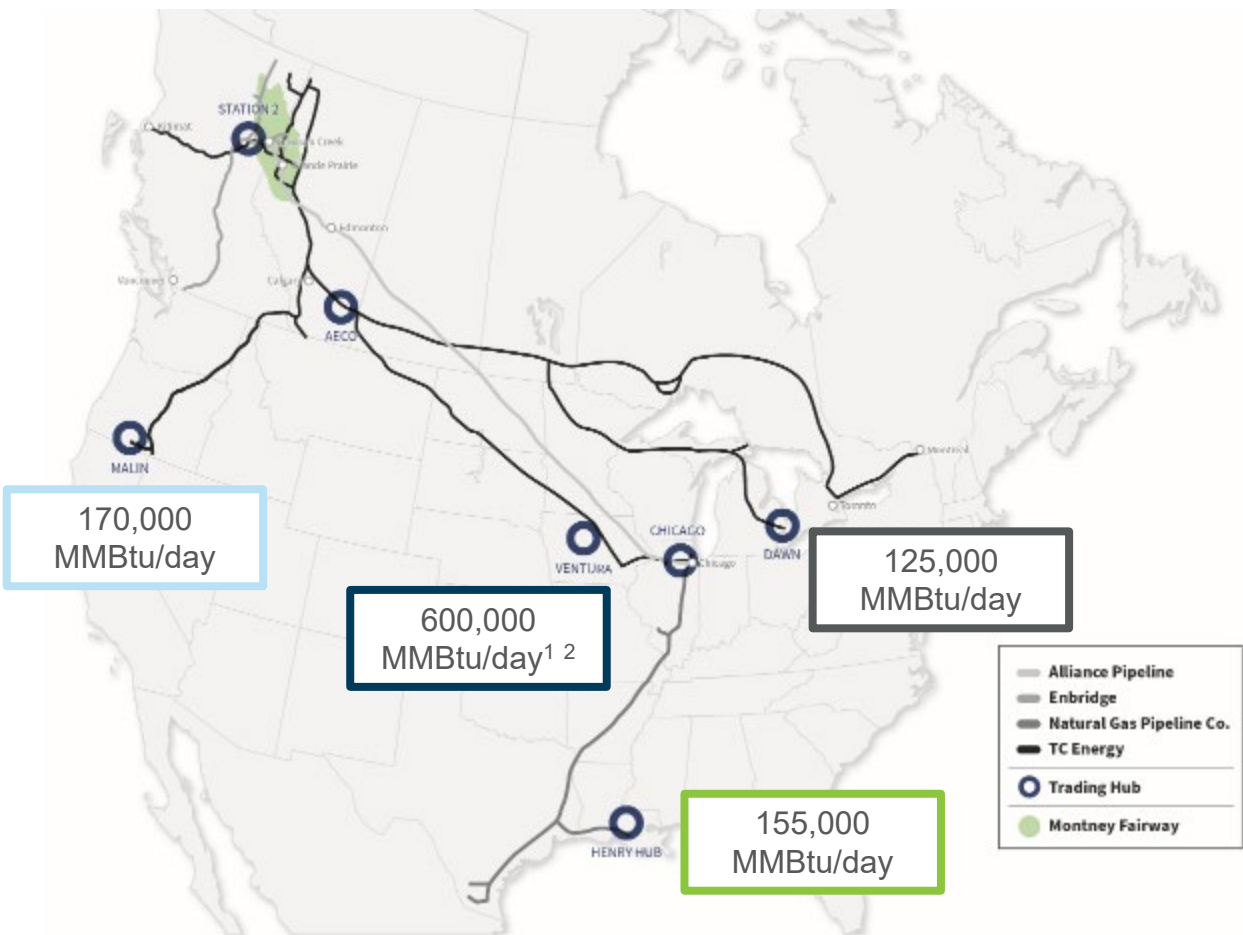 STATION 2
Kitimat
Creek
Grande Prairie
Edmonton
Vancouver
Calgary
AECO
MALIN
170,000
MMBtu/day
Montreal
Toronto
CHICAGO
Chicago
VENTURA
DAWN
125,000
MMBtu/day
600,000
MMBtu/day¹ ²
Alliance Pipeline
Enbridge
Natural Gas Pipeline Co.
TC Energy
Trading Hub
Montney Fairway
155,000
MMBtu/day
HENRY HUB